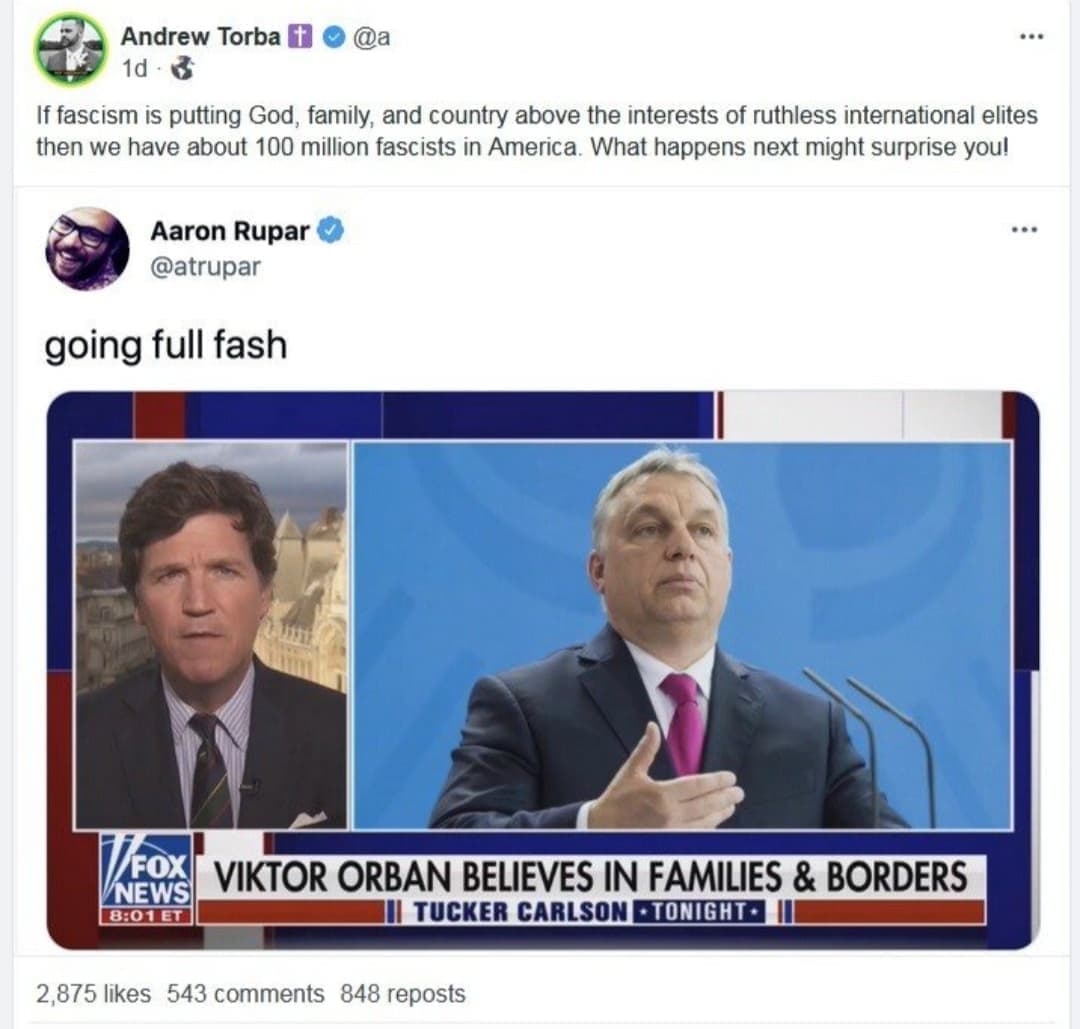 Andrew Torba ✝️ @a
1d ·
If fascism is putting God, family, and country above the interests of ruthless international elites
then we have about 100 million fascists in America. What happens next might surprise you!
Aaron Rupar
@atrupar
going full fash
FOX
NEWS
8:01 ET
VIKTOR ORBAN BELIEVES IN FAMILIES & BORDERS
TUCKER CARLSON TONIGHT
2,875 likes 543 comments 848 reposts